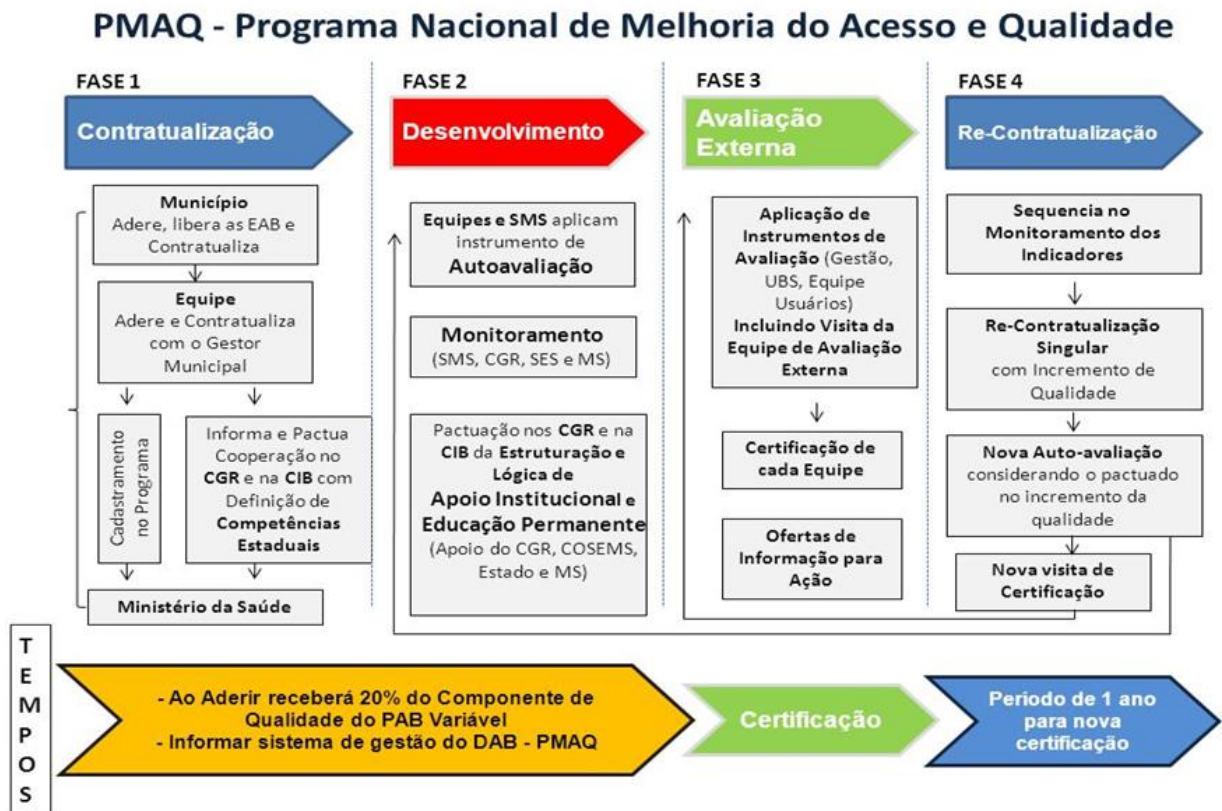 PMAQ - Programa Nacional de Melhoria do Acesso e Qualidade
FASE 1
Contratualização
Município
Adere, libera as EAB e
Contratualiza
Equipe
Adere e Contratualiza
com o Gestor
Municipal
Cadastramento
no Programa
Informa e Pactua
Cooperação no
CGR e na CIB com
Definição de
Competências
Estaduais
Ministério da Saúde
FASE 2
Desenvolvimento
Equipes e SMS aplicam
instrumento de
Autoavaliação
Monitoramento
(SMS, CGR, SES e MS)
Pactuação nos CGR e na
CIB da Estruturação e
Lógica de
Apoio Institucional e
Educação Permanente
(Apoio do CGR, COSEMS,
Estado e MS)
FASE 3
Avaliação
Externa
Aplicação de
Instrumentos de
Avaliação (Gestão,
UBS, Equipe
Usuários)
Incluindo Visita da
Equipe de Avaliação
Externa
Certificação de
cada Equipe
Ofertas de
Informação para
Ação
FASE 4
Re-Contratualização
Sequencia no
Monitoramento dos
Indicadores
Re-Contratualização
Singular
com Incremento de
Qualidade
Nova Auto-avaliação
considerando o pactuado
no incremento da
qualidade
Nova visita de
Certificação
TEMPOS
- Ao Aderir receberá 20% do Componente de
Qualidade do PAB Variável
- Informar sistema de gestão do DAB - PMAQ
Certificação
Periodo de 1 ano
para nova
certificação